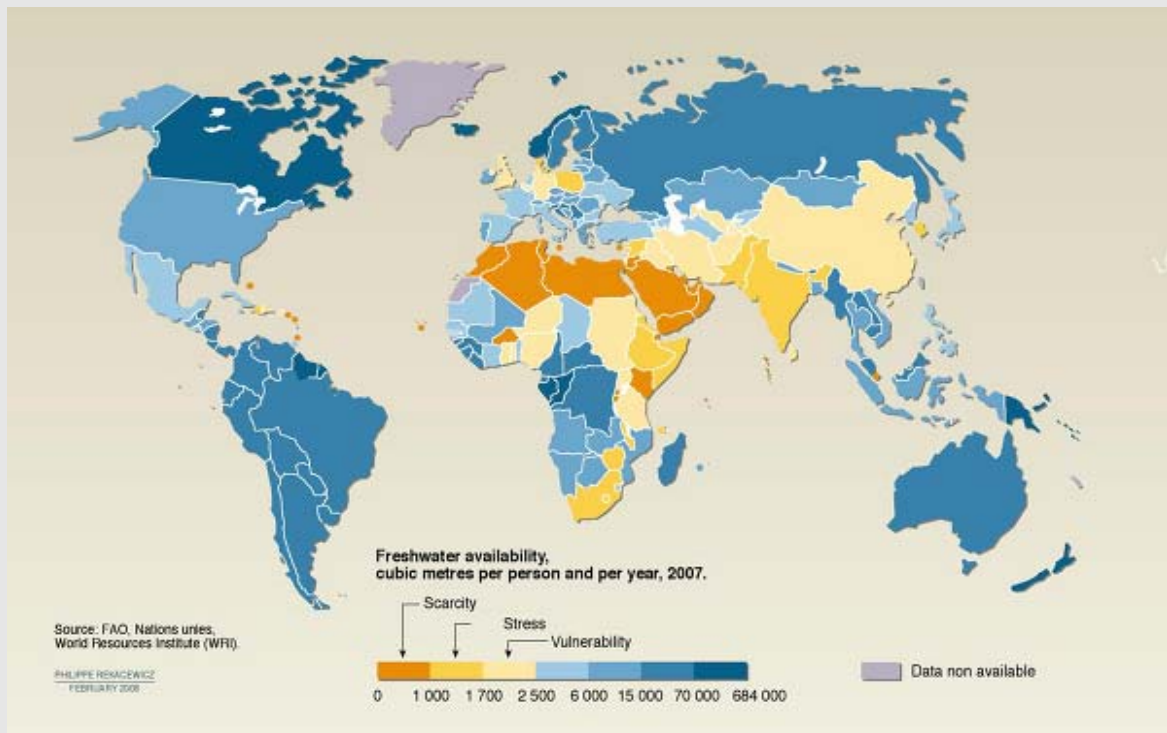 Freshwater availability,
cubic metres per person and per year, 2007.
Scarcity
Stress
Vulnerability
0 1 000 1 700 2 500 6 000 15 000 70 000 684 000
Data non available
Source: FAO, Nations unies,
World Resources Institute (WRI).
PHILIPPE REKACEWICZ
FEBRUARY 2008